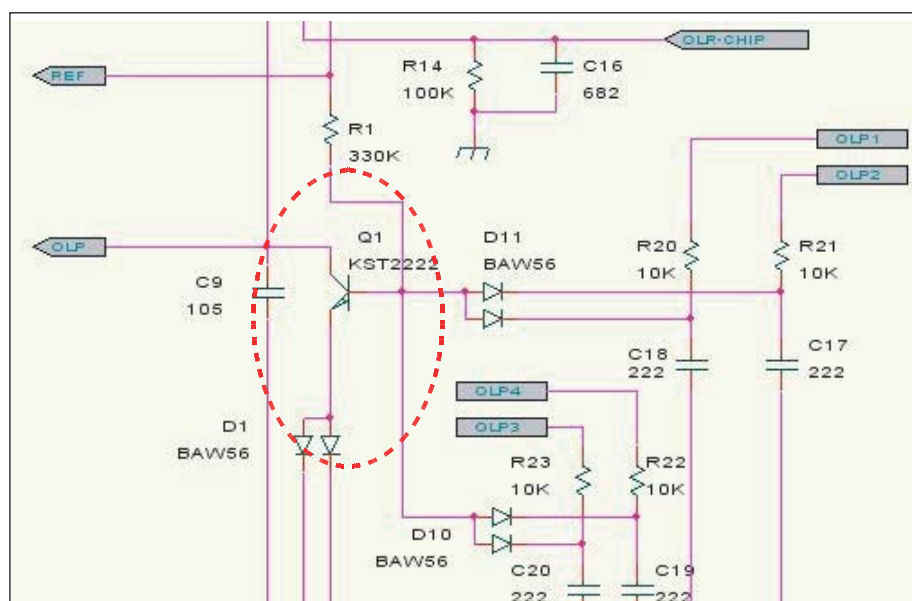 OLR-CHIP
R14
100K
C16
682
REF
R1
330K
OLP1
OLP2
OLP
Q1
KST2222
D11
BAW56
R20
10K
R21
10K
C9
105
C18
222
C17
222
OLP4
OLP3
D1
BAW56
R23
10K
R22
10K
D10
BAW56
C20
222
C19
222